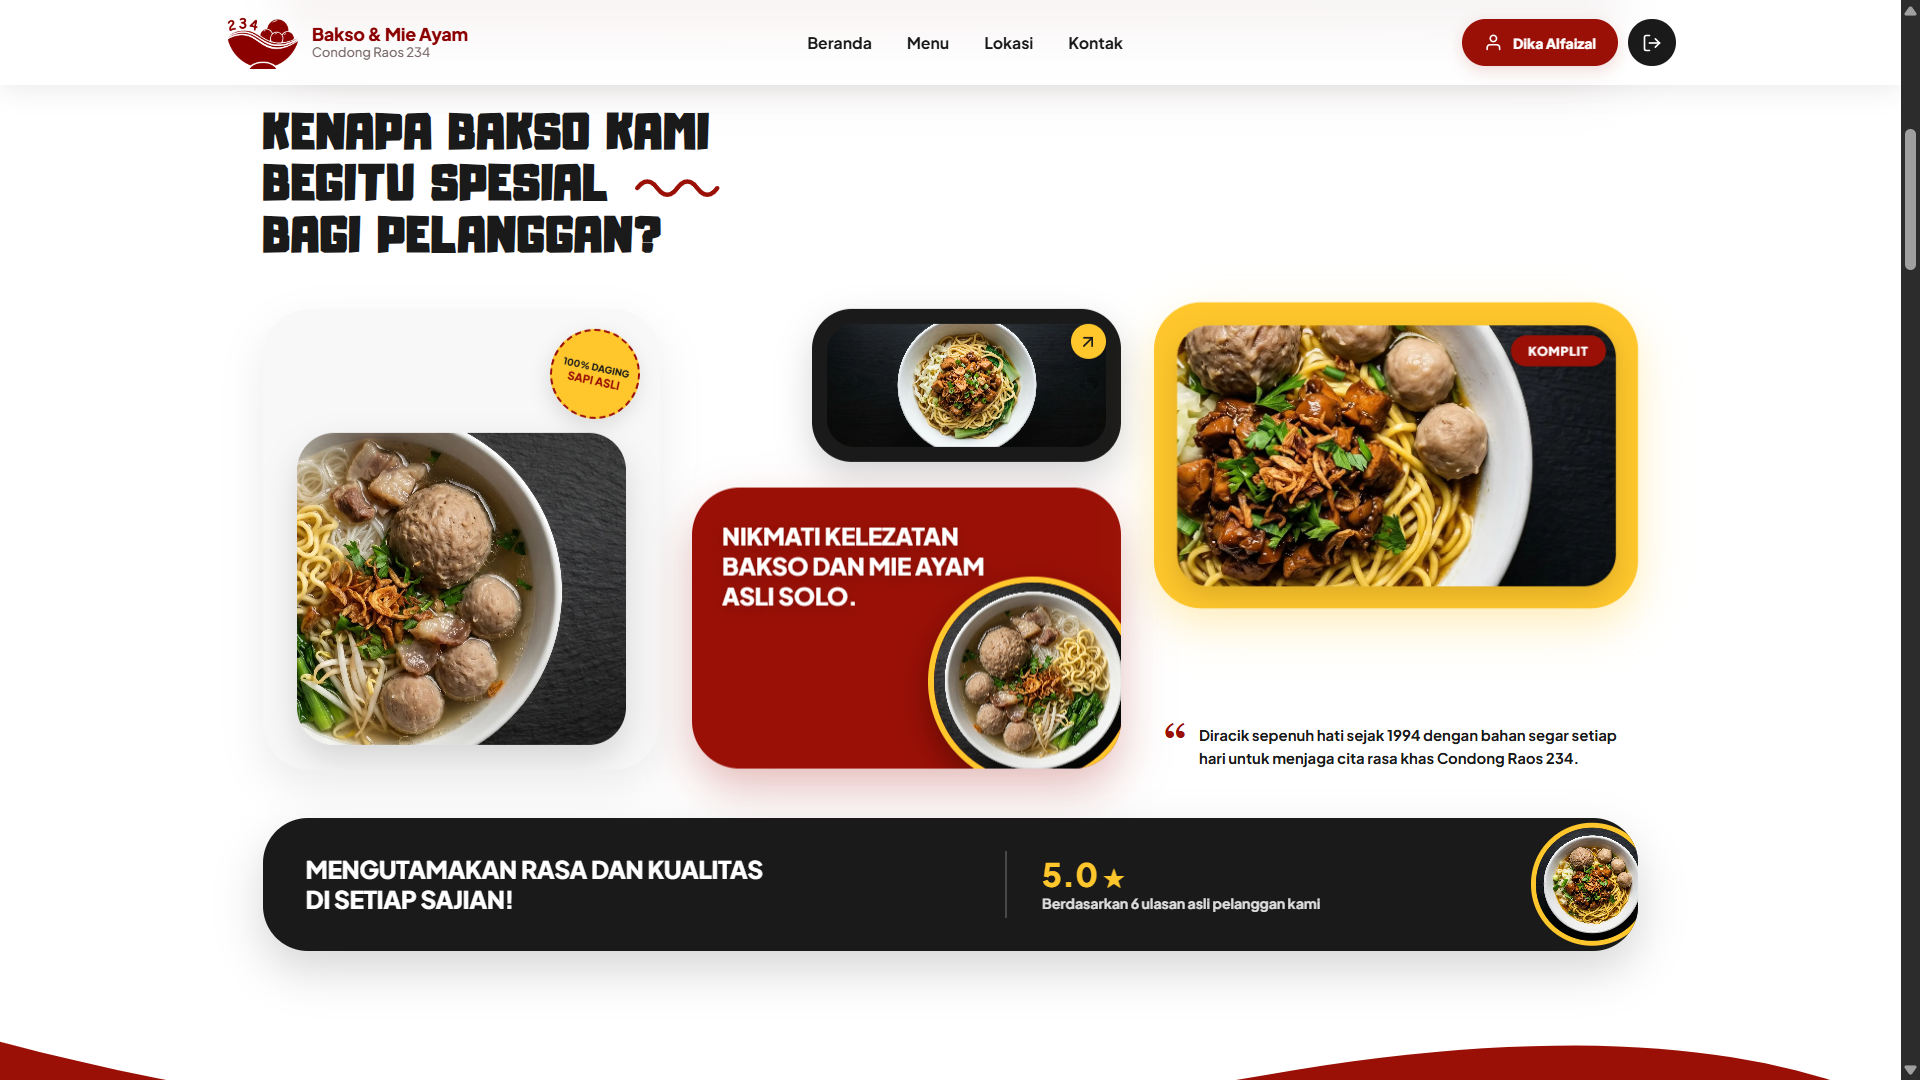 234
Bakso & Mie Ayam
Condong Raos 234
Beranda
Menu
Lokasi
Kontak
Dika Alfaizal
KENAPA BAKSO KAMI
BEGITU SPESIAL
BAGI PELANGGAN?
100% DAGING
SAPI ASLI
KOMPLIT
NIKMATI KELEZATAN
BAKSO DAN MIE AYAM
ASLI SOLO.
“ Diracik sepenuh hati sejak 1994 dengan bahan segar setiap
hari untuk menjaga cita rasa khas Condong Raos 234.
MENGUTAMAKAN RASA DAN KUALITAS
DI SETIAP SAJIAN!
5.0 ★
Berdasarkan 6 ulasan asli pelanggan kami